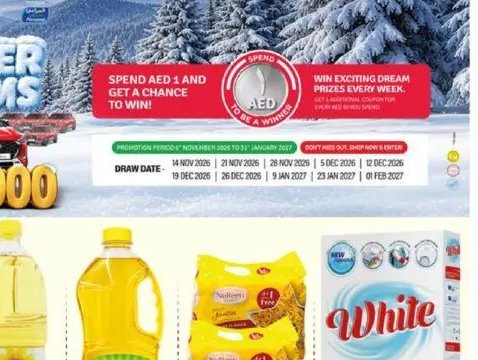 ER
MS
000
SPEND AED 1 AND
GET A CHANCE
TO WIN!
SPEND
1
AED
TO BE A WINNER
WIN EXCITING DREAM
PRIZES EVERY WEEK.
GET 1 ADDITIONAL COUPON FOR
EVERY AED 50 YOU SPEND.
PROMOTION PERIOD 6th NOVEMBER 2026 TO 31st JANUARY 2027
DON'T MISS OUT. SHOP NOW & ENTER!
DRAW DATE - 14 NOV 2026 | 21 NOV 2026 | 28 NOV 2026 | 5 DEC 2026 | 12 DEC 2026
19 DEC 2026 | 26 DEC 2026 | 9 JAN 2027 | 23 JAN 2027 | 01 FEB 2027
NuReen
Free
NEW
White